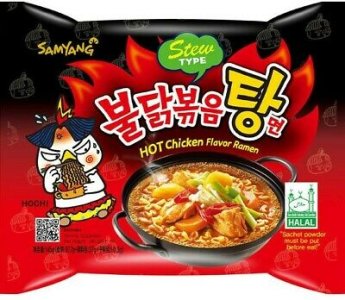 SAMYANG
Stew
TYPE
불닭볶음탕면
HOT Chicken Flavor Ramen
HOCHI
HALAL
"Sachet powder
must be put
before eat"